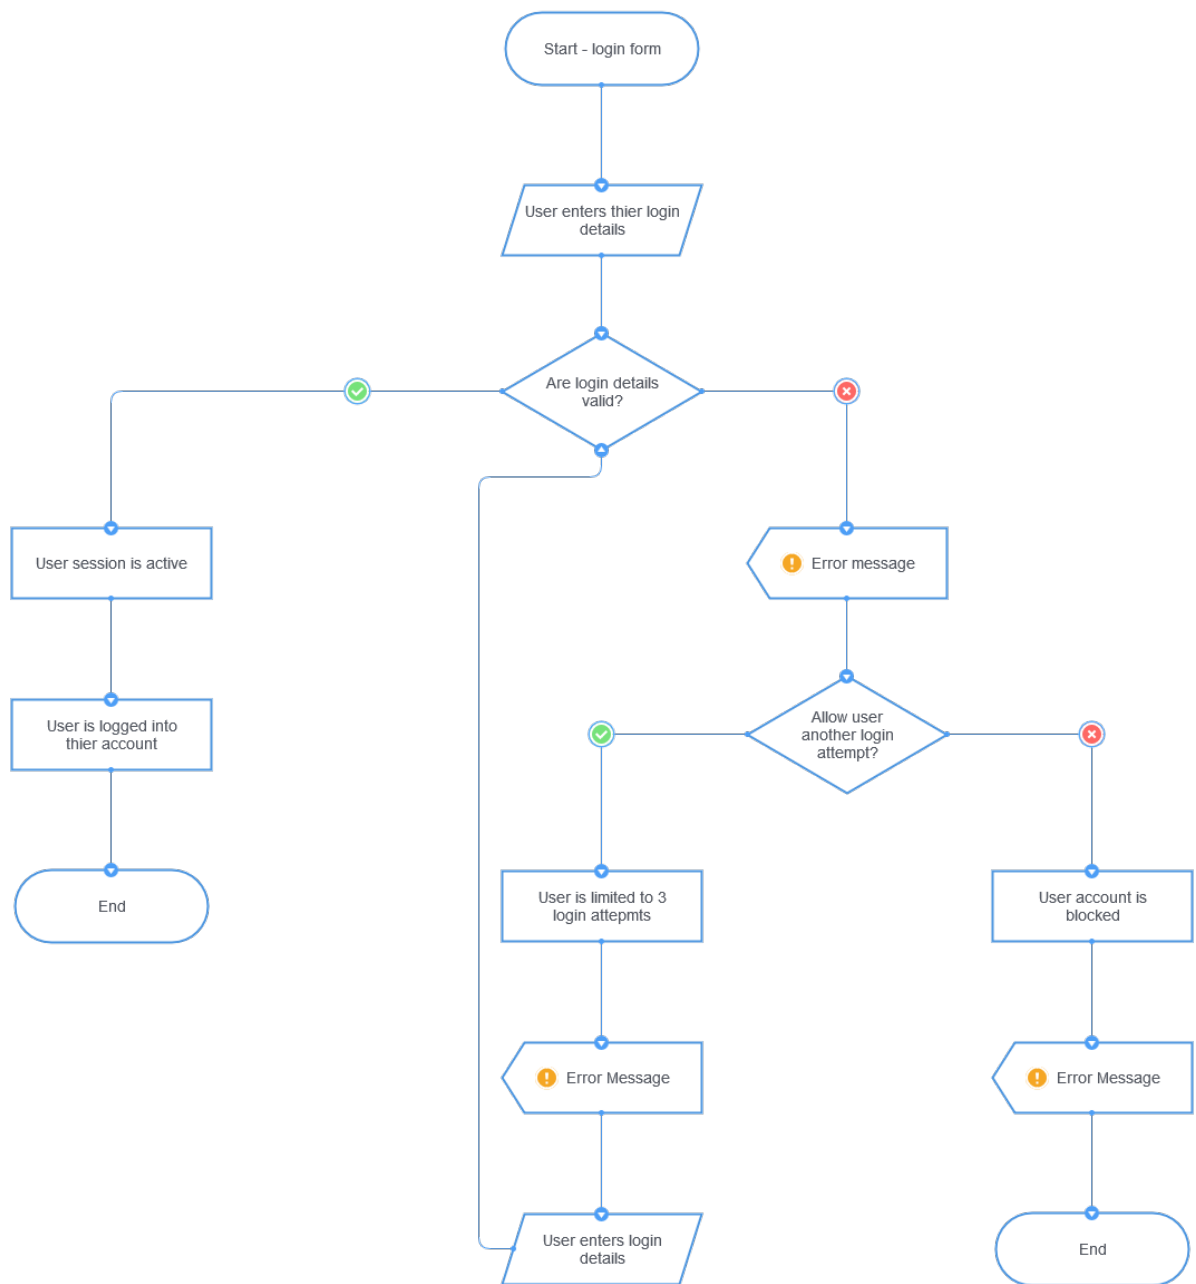 Start - login form
User enters thier login
details
Are login details
valid?
User session is active
Error message
User is logged into
thier account
Allow user
another login
attempt?
End
User is limited to 3
login attepmts
User account is
blocked
Error Message
Error Message
User enters login
details
End